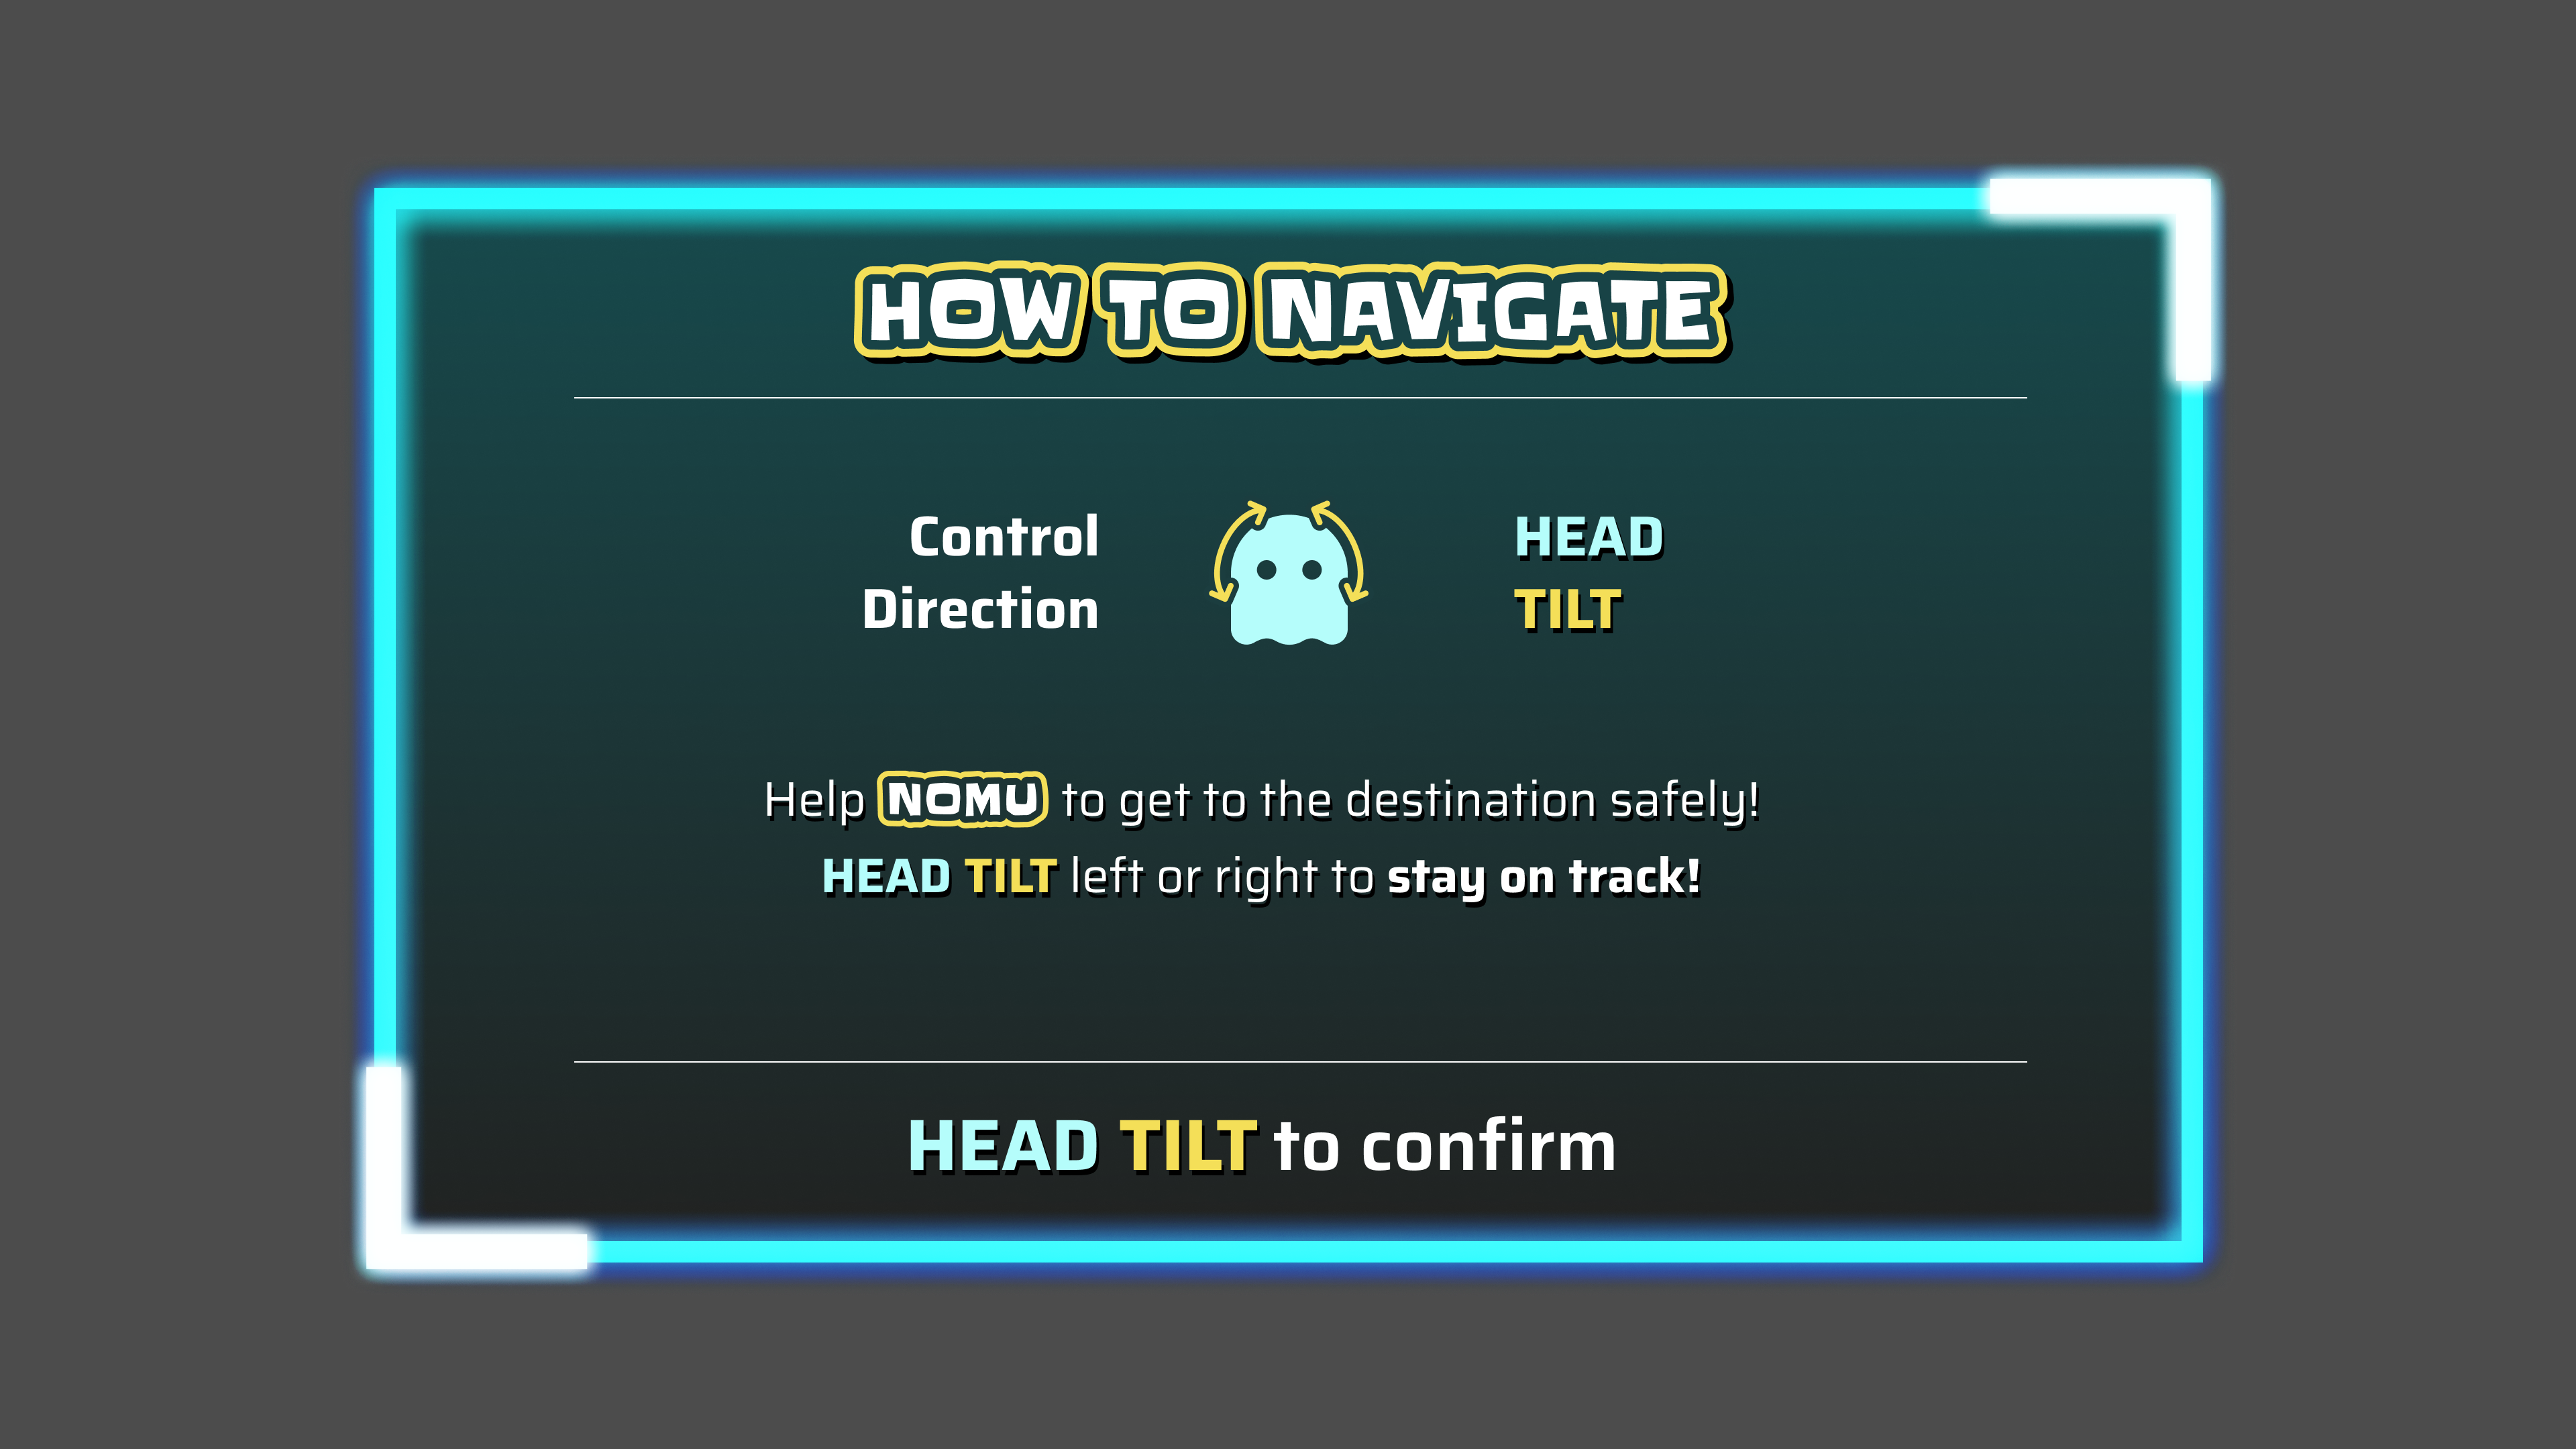 HOW TO NAVIGATE
Control
Direction
HEAD
TILT
Help NOMU to get to the destination safely!
HEAD TILT left or right to stay on track!
HEAD TILT to confirm